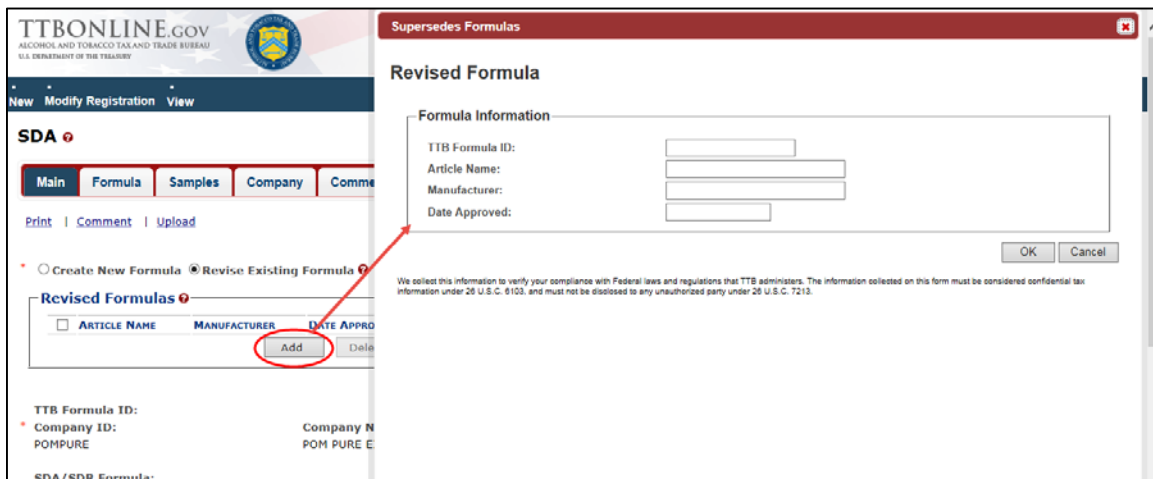 TTBONLINE.GOV
ALCOHOL AND TOBACCO TAX AND TRADE BUREAU
U.S. DEPARTMENT OF THE TREASURY
New Modify Registration View
SDA
Main Formula Samples Company Comme
Print | Comment | Upload
* Create New Formula Revise Existing Formula
Revised Formulas
ARTICLE NAME MANUFACTURER DATE APPRO
Add Dele
TTB Formula ID:
* Company ID: Company N
POMPURE POM PURE E
SDA/SDR Formula:
Supersedes Formulas
Revised Formula
Formula Information
TTB Formula ID:
Article Name:
Manufacturer:
Date Approved:
OK Cancel
We collect this information to verify your compliance with Federal laws and regulations that TTB administers. The information collected on this form must be considered confidential tax
information under 26 U.S.C. 6103, and must not be disclosed to any unauthorized party under 26 U.S.C. 7213.